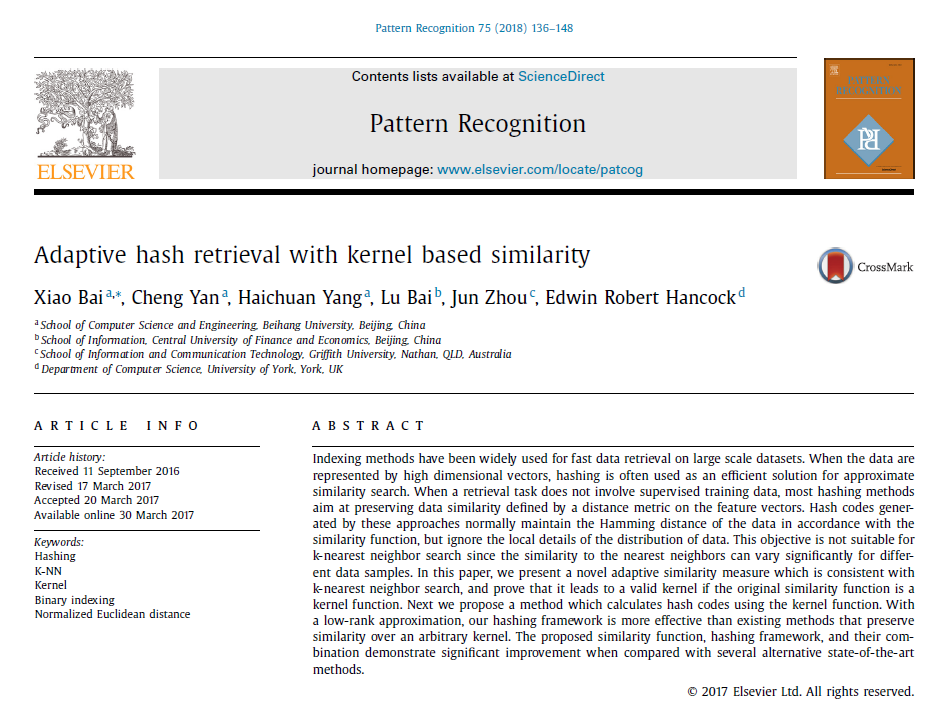 Pattern Recognition 75 (2018) 136–148
Contents lists available at ScienceDirect
Pattern Recognition
journal homepage: www.elsevier.com/locate/patcog
ELSEVIER
PATTERN
RECOGNITION
Adaptive hash retrieval with kernel based similarity
CrossMark
Xiao Bai a,*, Cheng Yan a, Haichuan Yang a, Lu Bai b, Jun Zhou c, Edwin Robert Hancock d
a School of Computer Science and Engineering, Beihang University, Beijing, China
b School of Information, Central University of Finance and Economics, Beijing, China
c School of Information and Communication Technology, Griffith University, Nathan, QLD, Australia
d Department of Computer Science, University of York, York, UK
ARTICLE INFO
Article history:
Received 11 September 2016
Revised 17 March 2017
Accepted 20 March 2017
Available online 30 March 2017
Keywords:
Hashing
K-NN
Kernel
Binary indexing
Normalized Euclidean distance
ABSTRACT
Indexing methods have been widely used for fast data retrieval on large scale datasets. When the data are
represented by high dimensional vectors, hashing is often used as an efficient solution for approximate
similarity search. When a retrieval task does not involve supervised training data, most hashing methods
aim at preserving data similarity defined by a distance metric on the feature vectors. Hash codes gener-
ated by these approaches normally maintain the Hamming distance of the data in accordance with the
similarity function, but ignore the local details of the distribution of data. This objective is not suitable for
k-nearest neighbor search since the similarity to the nearest neighbors can vary significantly for differ-
ent data samples. In this paper, we present a novel adaptive similarity measure which is consistent with
k-nearest neighbor search, and prove that it leads to a valid kernel if the original similarity function is a
kernel function. Next we propose a method which calculates hash codes using the kernel function. With
a low-rank approximation, our hashing framework is more effective than existing methods that preserve
similarity over an arbitrary kernel. The proposed similarity function, hashing framework, and their com-
bination demonstrate significant improvement when compared with several alternative state-of-the-art
methods.
© 2017 Elsevier Ltd. All rights reserved.